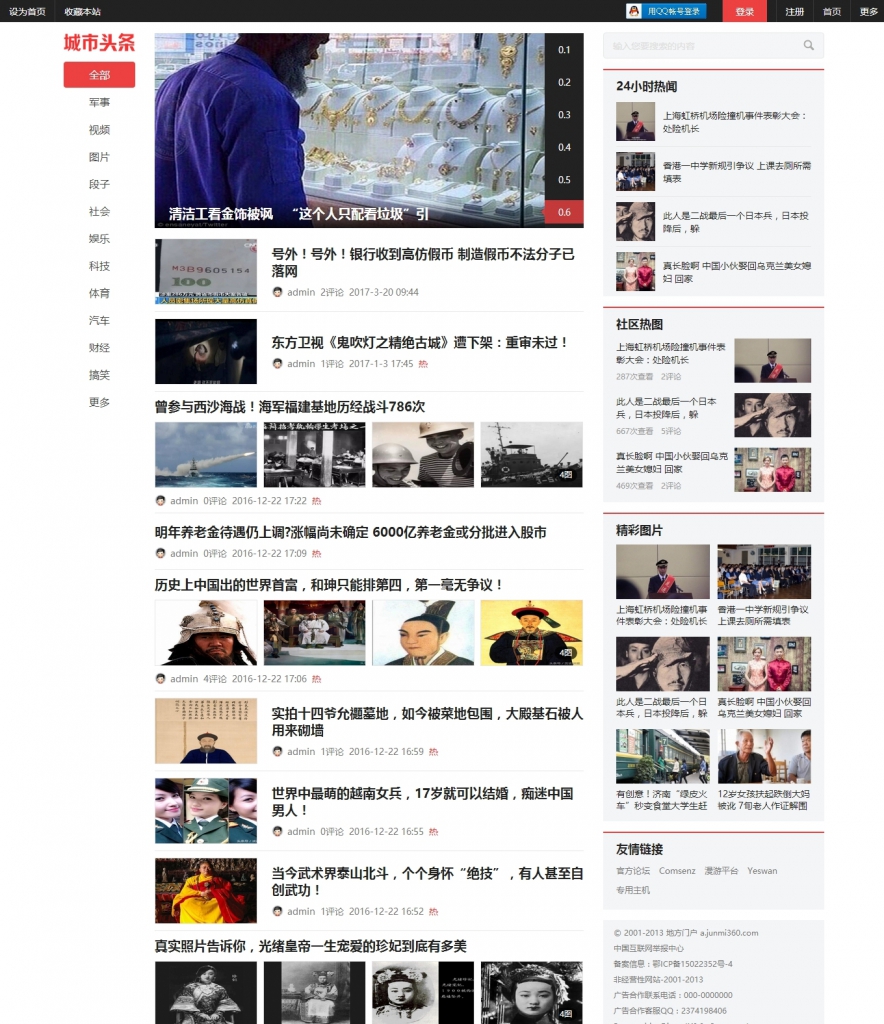 设为首页 收藏本站
用QQ帐号登录 登录 注册 首页 更多
城市头条
全部
军事
视频
图片
段子
社会
娱乐
科技
体育
汽车
财经
搞笑
更多
0.1
0.2
0.3
0.4
0.5
0.6
清洁工看金饰被讽 “这个人只配看垃圾”引
M3B9605154
100
号外！号外！银行收到高仿假币 制造假币不法分子已
落网
admin 2评论 2017-3-20 09:44
东方卫视《鬼吹灯之精绝古城》遭下架：重审未过！
admin 1评论 2017-1-3 17:45 热
曾参与西沙海战！海军福建基地历经战斗786次
4图
admin 0评论 2016-12-22 17:22 热
明年养老金待遇仍上调?涨幅尚未确定 6000亿养老金或分批进入股市
admin 0评论 2016-12-22 17:09 热
历史上中国出的世界首富，和珅只能排第四，第一毫无争议！
4图
admin 4评论 2016-12-22 17:06 热
实拍十四爷允禵墓地，如今被菜地包围，大殿基石被人
用来砌墙
admin 1评论 2016-12-22 16:59 热
世界中最萌的越南女兵，17岁就可以结婚，痴迷中国
男人！
admin 0评论 2016-12-22 16:55 热
当今武术界泰山北斗，个个身怀“绝技”，有人甚至自
创武功！
admin 1评论 2016-12-22 16:52 热
真实照片告诉你，光绪皇帝一生宠爱的珍妃到底有多美
4图
输入您要搜索的内容
24小时热闻
上海虹桥机场险撞机事件表彰大会：
处险机长
香港一中学新规引争议 上课去厕所需
填表
此人是二战最后一个日本兵，日本投
降后，躲
真长脸啊 中国小伙娶回乌克兰美女媳
妇 回家
社区热图
上海虹桥机场险撞机事件表
彰大会：处险机长
287次查看 2评论
此人是二战最后一个日本
兵，日本投降后，躲
667次查看 5评论
真长脸啊 中国小伙娶回乌克
兰美女媳妇 回家
469次查看 2评论
精彩图片
上海虹桥机场险撞机事
件表彰大会：处险机长
香港一中学新规引争议
上课去厕所需填表
此人是二战最后一个日
本兵，日本投降后，躲
真长脸啊 中国小伙娶回
乌克兰美女媳妇 回家
有创意！济南“绿皮火
车”秒变食堂大学生赶
12岁女孩扶起跌倒大妈
被讹 7旬老人作证解围
友情链接
官方论坛 Comsenz 漫游平台 Yeswan
专用主机
© 2001-2013 地方门户 a.junmi360.com
中国互联网举报中心
备案信息：鄂ICP备15022352号-4
非经营性网站-2001-2013
广告合作联系电话：000-0000000
广告合作客服QQ：2374198406